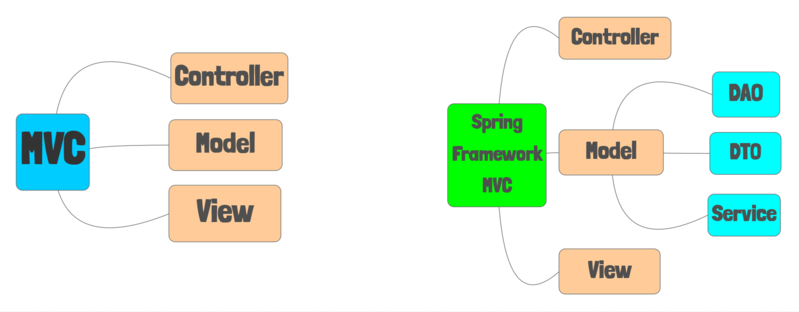 MVC
Controller
Model
View
Spring
Framework
MVC
Controller
Model
View
DAO
DTO
Service